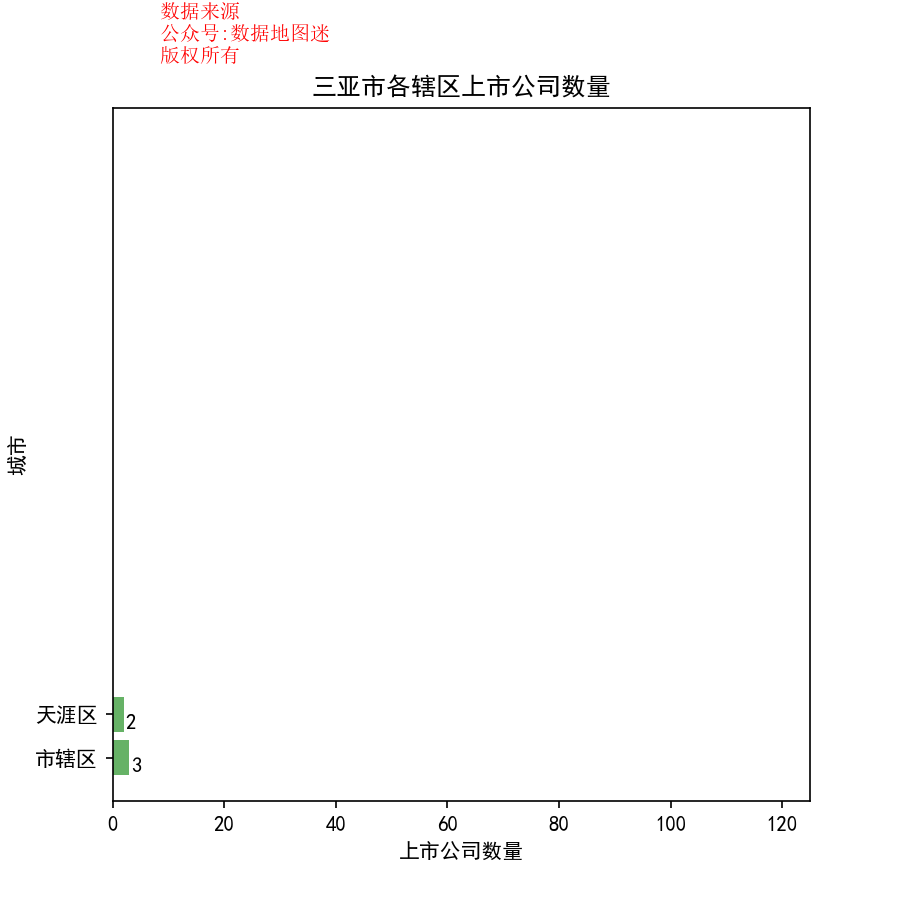 数据来源
公众号:数据地图迷
版权所有
三亚市各辖区上市公司数量
城市
天涯区
2
市辖区
3
0 20 40 60 80 100 120
上市公司数量